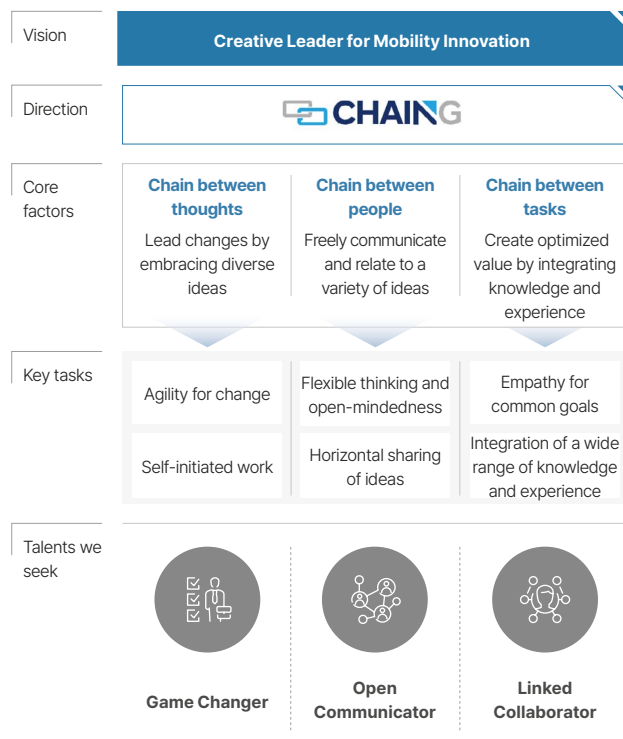 Vision
Creative Leader for Mobility Innovation
Direction
CHAING
Core
factors
Chain between
thoughts
Lead changes by
embracing diverse
ideas
Chain between
people
Freely communicate
and relate to a
variety of ideas
Chain between
tasks
Create optimized
value by integrating
knowledge and
experience
Key tasks
Agility for change
Flexible thinking and
open-mindedness
Empathy for
common goals
Self-initiated work
Horizontal sharing
of ideas
Integration of a wide
range of knowledge
and experience
Talents we
seek
Game Changer
Open
Communicator
Linked
Collaborator